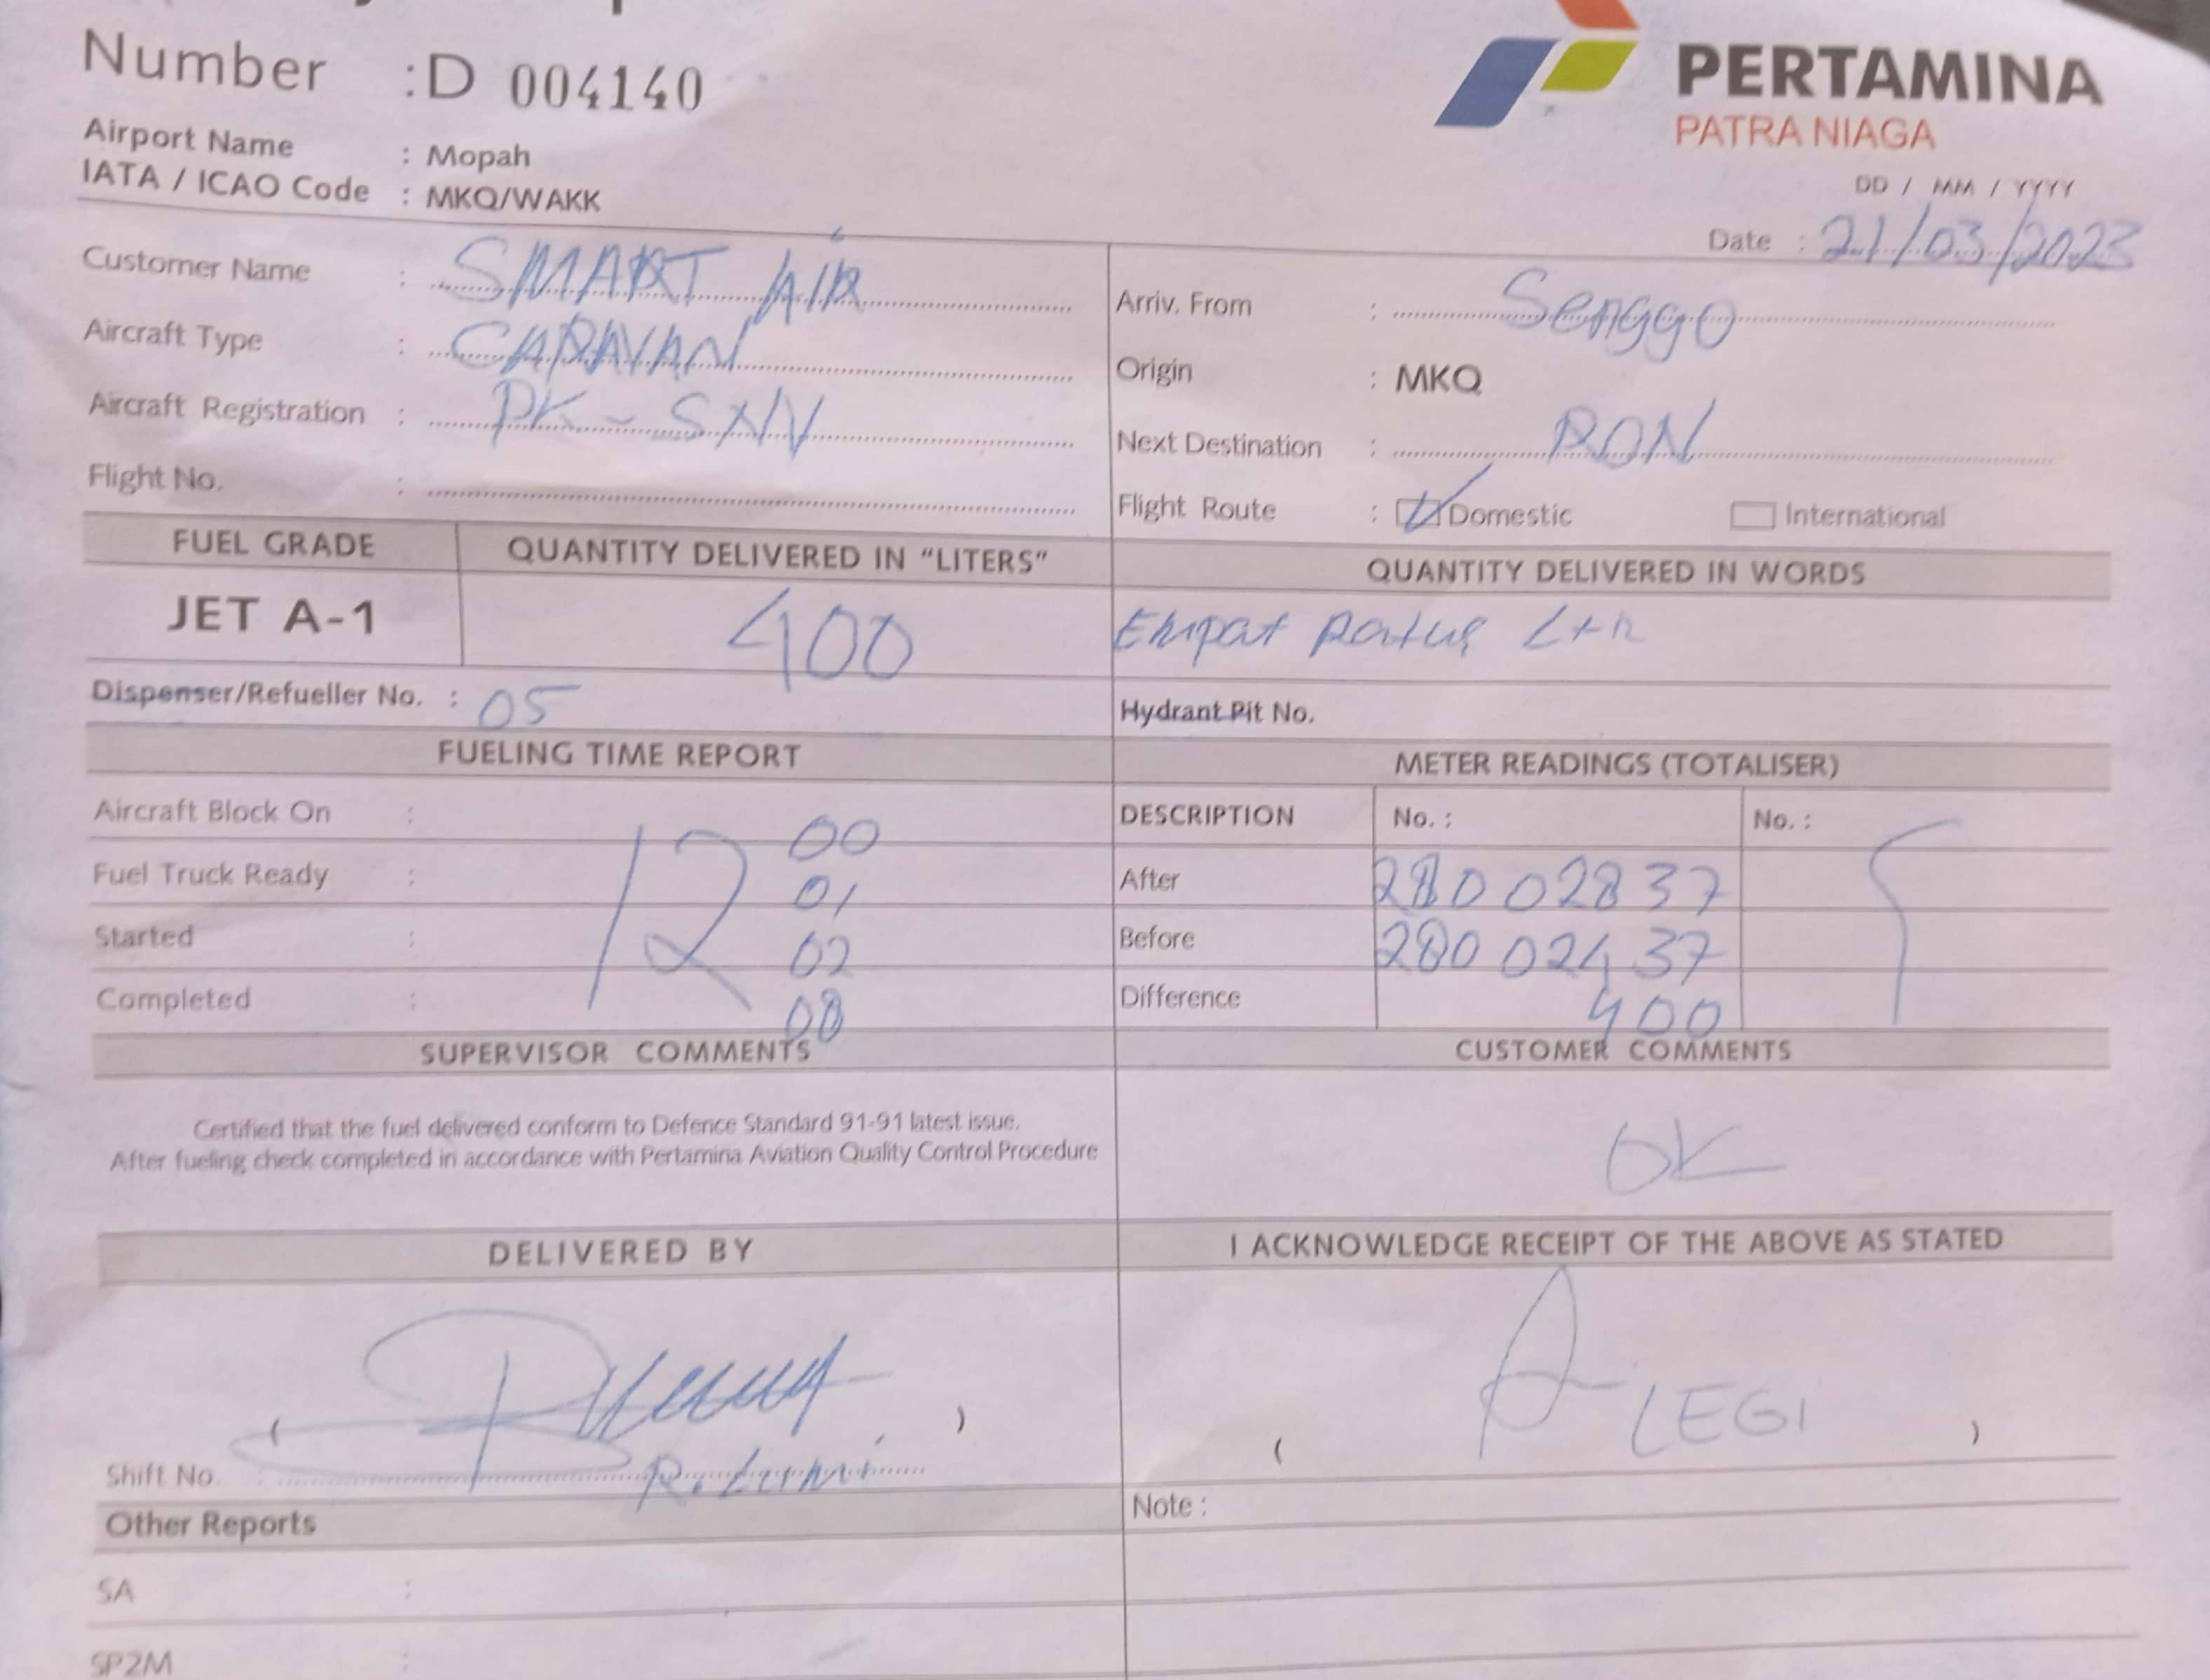 Number : D 004140
PERTAMINA
PATRA NIAGA
Airport Name : Mopah
IATA / ICAO Code : MKQ/WAKK
DD / MM / YYYY
Date : 21/03/2023
Customer Name : SMART AIR
Aircraft Type : CARAVAN
Aircraft Registration : PK-SNV
Flight No. :
Arriv. From : Senggo
Origin : MKQ
Next Destination : RON
Flight Route : Domestic International
FUEL GRADE QUANTITY DELIVERED IN "LITERS" QUANTITY DELIVERED IN WORDS
JET A-1 400 Empat Ratus Ltr
Dispenser/Refueller No. : 05 Hydrant Pit No.
FUELING TIME REPORT METER READINGS (TOTALISER)
Aircraft Block On : 12 00
Fuel Truck Ready : 01
Started : 02
Completed : 08
DESCRIPTION No. : No. :
After 28002837
Before 28002437
Difference 400
SUPERVISOR COMMENTS CUSTOMER COMMENTS
Certified that the fuel delivered conform to Defence Standard 91-91 latest issue.
After fueling check completed in accordance with Pertamina Aviation Quality Control Procedure
OK
DELIVERED BY I ACKNOWLEDGE RECEIPT OF THE ABOVE AS STATED
( )
( LEGI )
Shift No. :
Note :
Other Reports
SA :
SP2M :